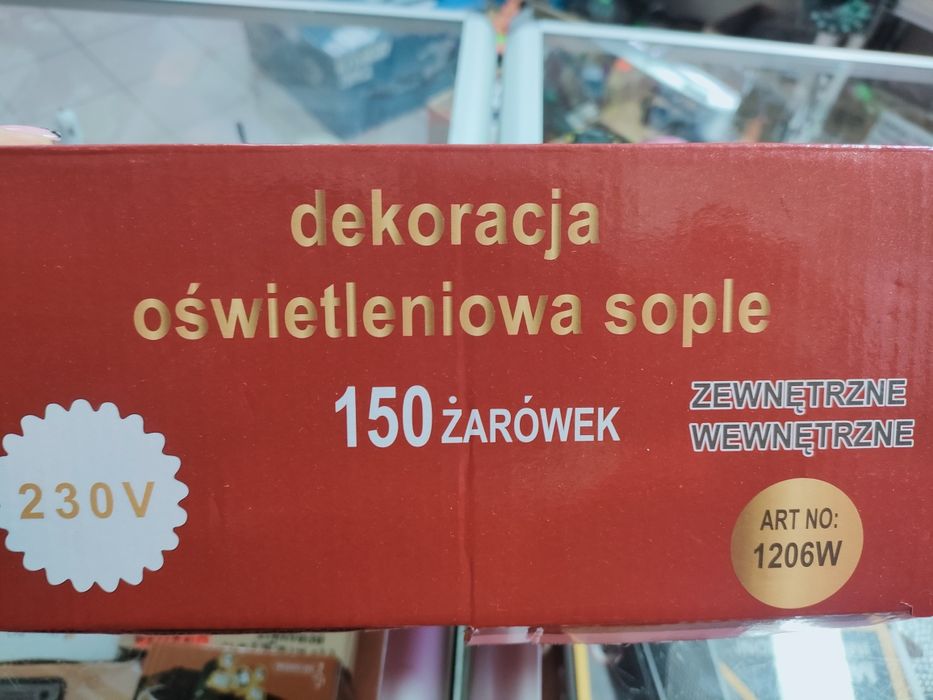 dekoracja
oświetleniowa sople
150 ŻARÓWEK
ZEWNĘTRZNE
WEWNĘTRZNE
230V
ART NO:
1206W